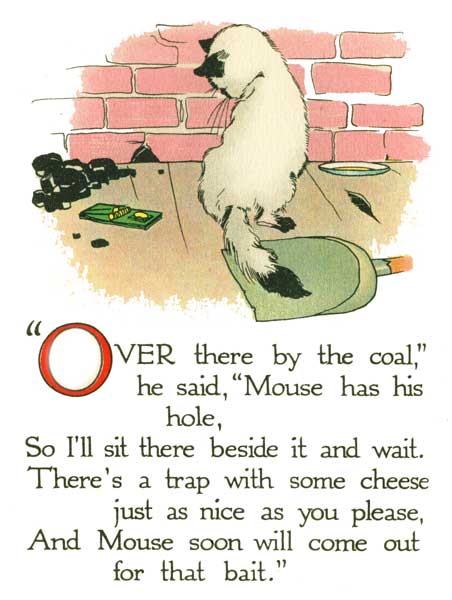 “OVER there by the coal,”
he said, “Mouse has his
hole,
So I'll sit there beside it and wait.
There's a trap with some cheese
just as nice as you please,
And Mouse soon will come out
for that bait.”